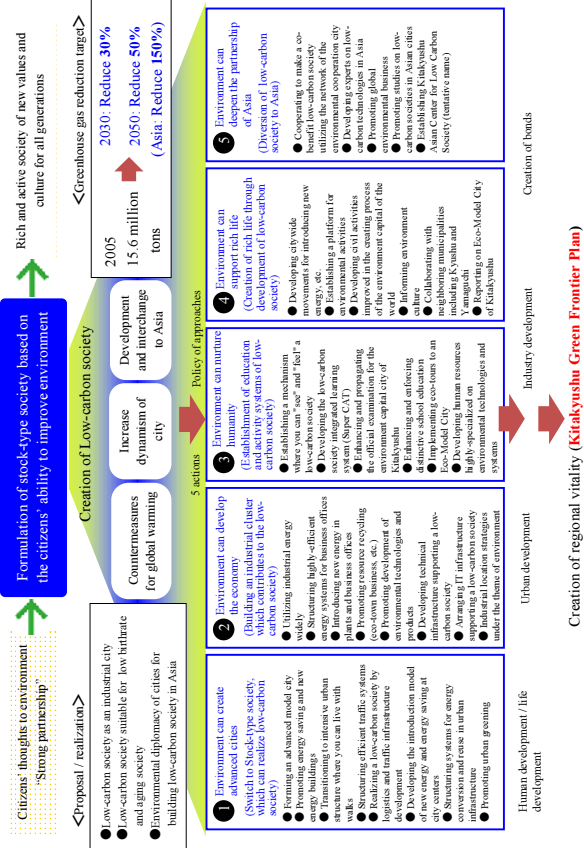 Citizens' thoughts to environment
"Strong partnership"
Formulation of stock-type society based on
the citizens' ability to improve environment
Rich and active society of new values and
culture for all generations
<Proposal / realization>
● Low-carbon society as an industrial city
● Low-carbon society suitable for low birthrate
and aging society
● Environmental diplomacy of cities for
building low-carbon society in Asia
Creation of Low-carbon society
Countermeasures
for global warming
Increase
dynamism of
city
Development
and interchange
to Asia
<Greenhouse gas reduction target>
2005
15.6 million
tons
2030: Reduce 30%
2050: Reduce 50%
(Asia: Reduce 150%)
5 actions
Policy of approaches
1 Environment can create
advanced cities
(Switch to Stock-type society,
which can realize low-carbon
society)
● Forming an advanced model city
● Promoting energy saving and new
energy buildings
● Transitioning to intensive urban
structure where you can live with
walks
● Structuring efficient traffic systems
● Realizing a low-carbon society by
logistics and traffic infrastructure
development
● Developing the introduction model
of new energy and energy saving at
city centers
● Structuring systems for energy
conversion and reuse in urban
infrastructure
● Promoting urban greening
2 Environment can develop
the economy
(Building an industrial cluster
which contributes to the low-
carbon society)
● Utilizing industrial energy
widely
● Structuring highly-efficient
energy systems for business offices
● Introducing new energy in
plants and business offices
● Promoting resource recycling
(eco-town business, etc.)
● Promoting development of
environmental technologies and
products
● Developing technical
infrastructure supporting a low-
carbon society
● Arranging IT infrastructure
supporting a low-carbon society
● Industrial location strategies
under the theme of environment
3 Environment can nurture
humanity
(Establishment of education
and activity systems of low-
carbon society)
● Establishing a mechanism
where you can "see" and "feel" a
low-carbon society
● Developing the low-carbon
society integrated learning
system (Super CAT)
● Enhancing and propagating
the official examination for the
environment capital city of
Kitakyushu
● Enhancing and enforcing
distinctive school education
● Implementing eco-tours to an
Eco-Model City
● Developing human resources
highly-specialized on
environmental technologies and
systems
4 Environment can
support rich life
(Creation of rich life through
development of low-carbon
society)
● Developing citywide
movements for introducing new
energy, etc.
● Establishing a platform for
environmental activities
● Developing civil activities
improved in the creating process
of the environment capital of the
world
● Informing environment
culture
● Collaborating with
neighboring municipalities
including Kyushu and
Yamaguchi
● Reporting on Eco-Model City
of Kitakyushu
5 Environment can
deepen the partnership
of Asia
(Diversion of low-carbon
society to Asia)
● Cooperating to make a co-
benefit low-carbon society
utilizing the network of the
environmental cooperation city
● Developing experts on low-
carbon technologies in Asia
● Promoting global
environmental business
● Promoting studies on low-
carbon societies in Asian cities
● Establishing Kitakyushu
Asian Center for Low Carbon
Society (tentative name)
Human development / life
development
Urban development
Industry development
Creation of bonds
Creation of regional vitality (Kitakyushu Green Frontier Plan)